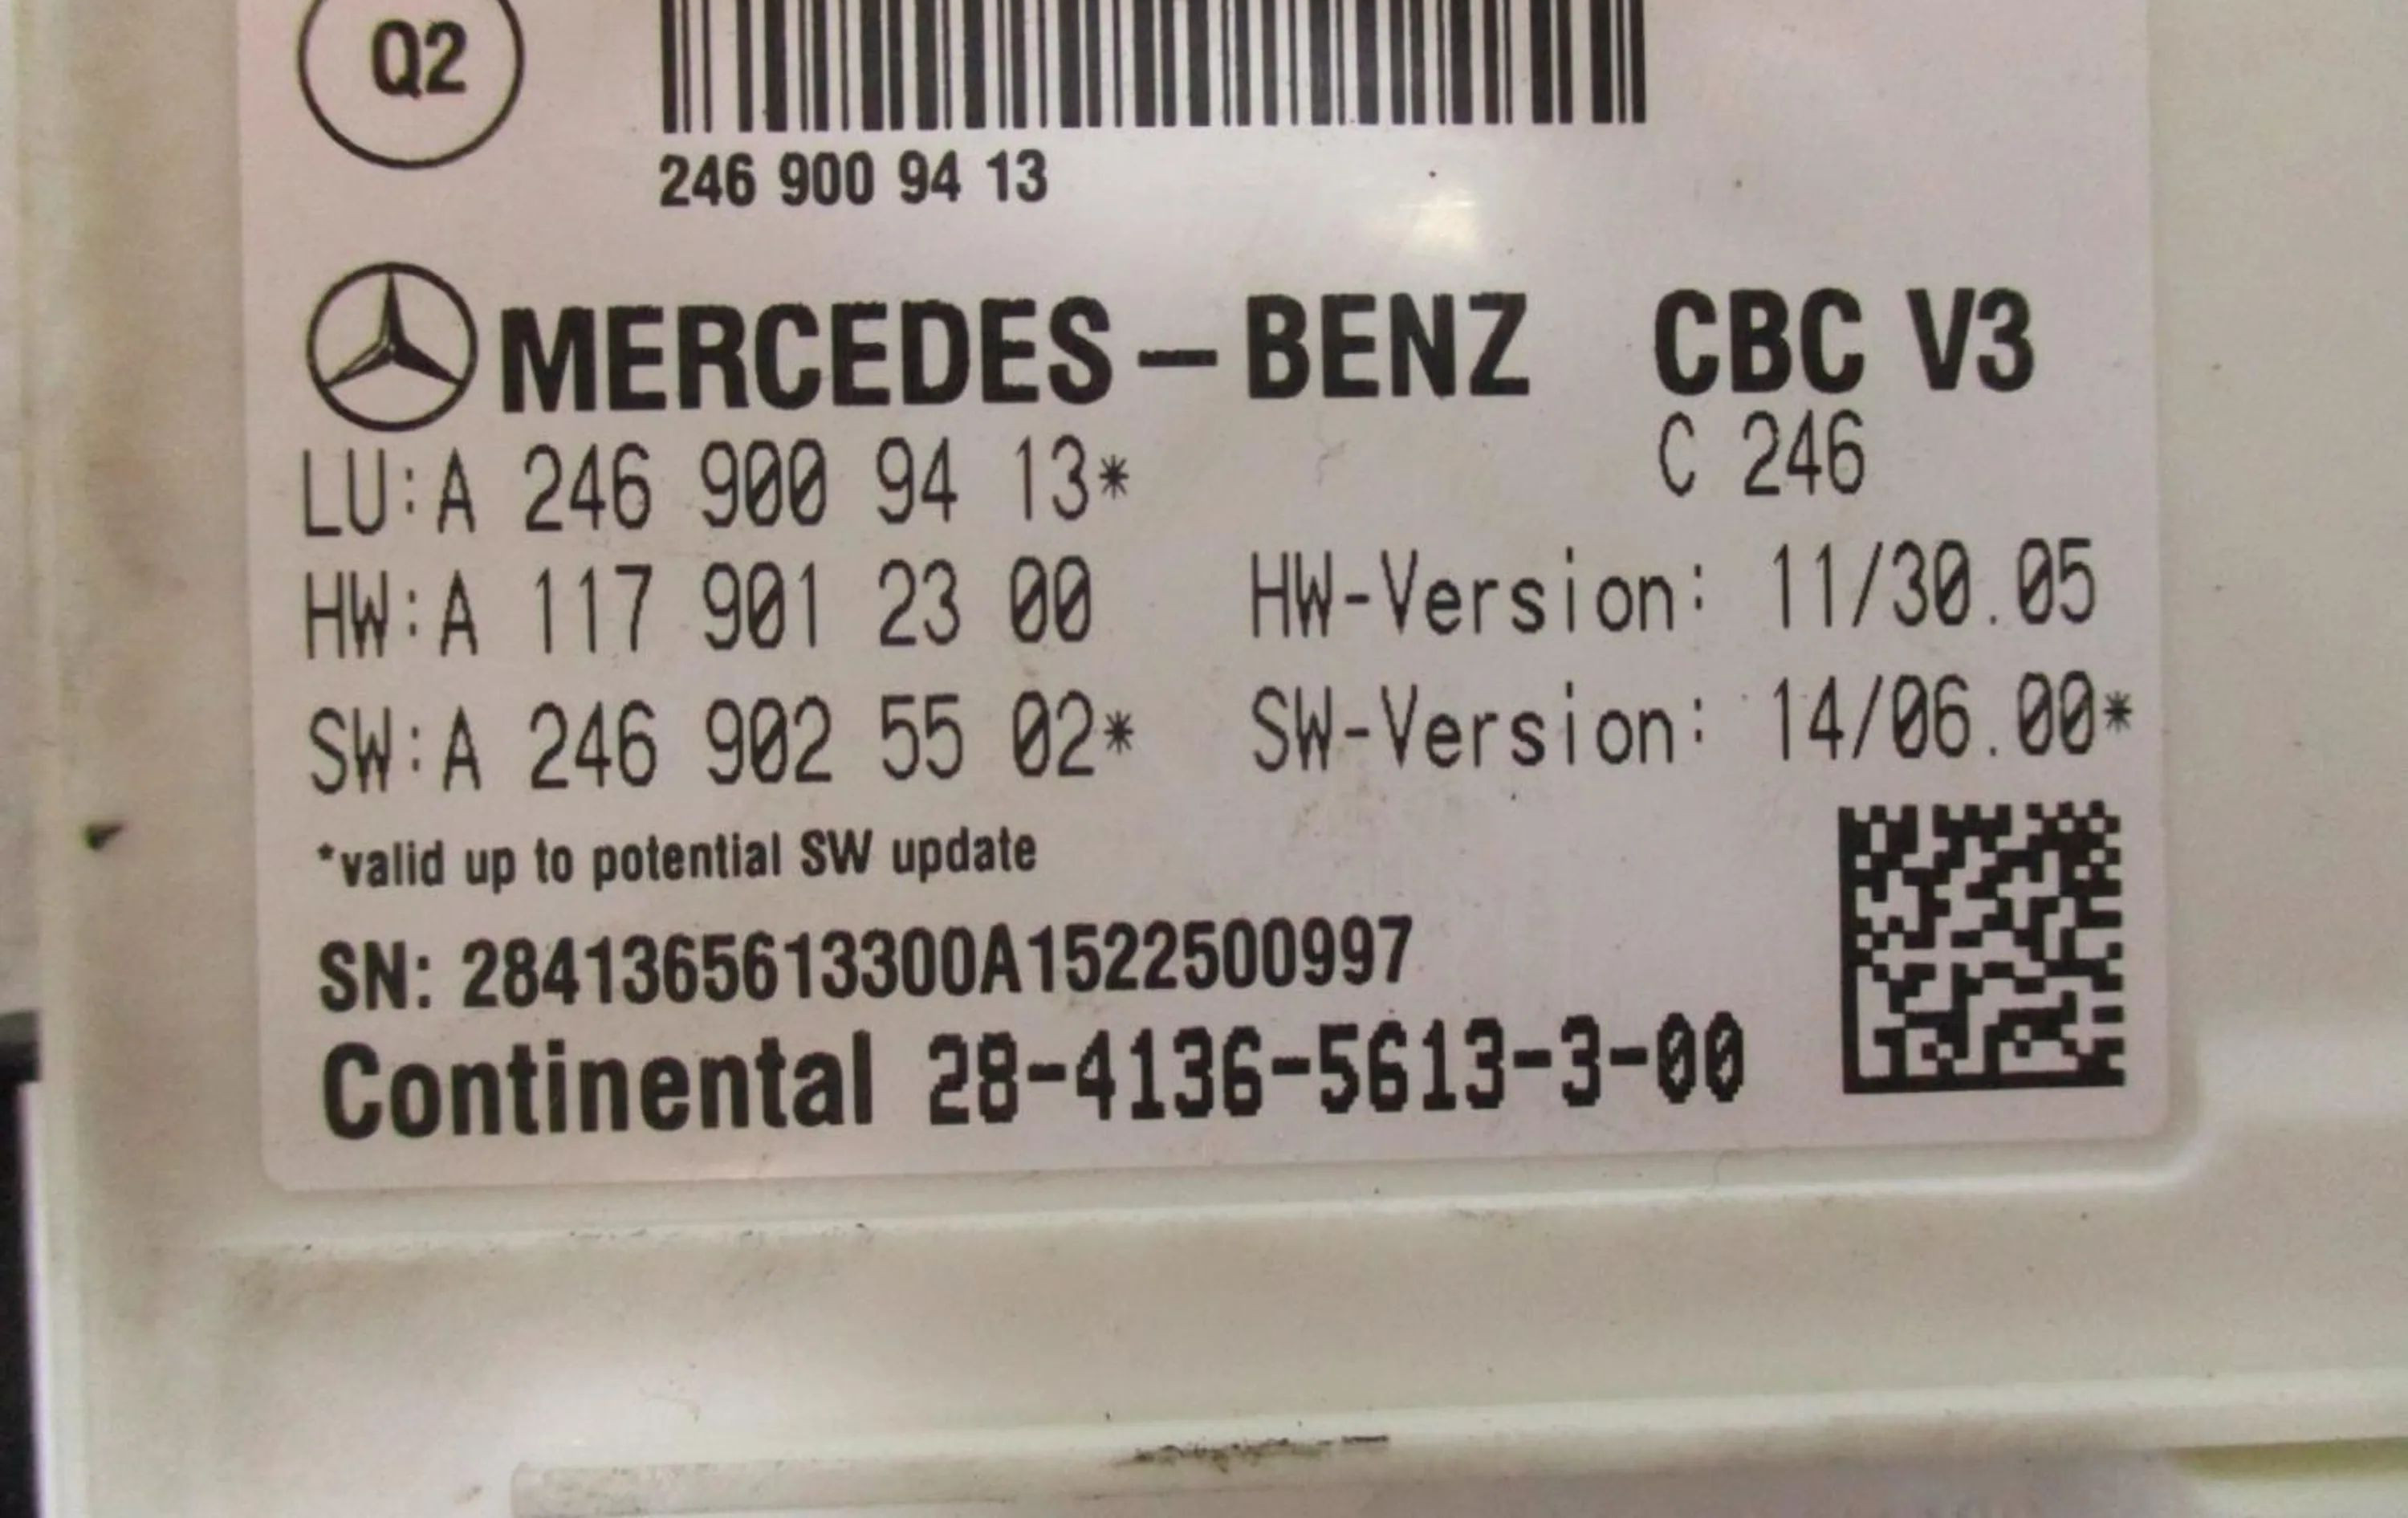 Q2
246 900 94 13
MERCEDES-BENZ CBC V3
C 246
LU:A 246 900 94 13*
HW:A 117 901 23 00 HW-Version: 11/30.05
SW:A 246 902 55 02* SW-Version: 14/06.00*
*valid up to potential SW update
SN: 2841365613300A1522500997
Continental 28-4136-5613-3-00